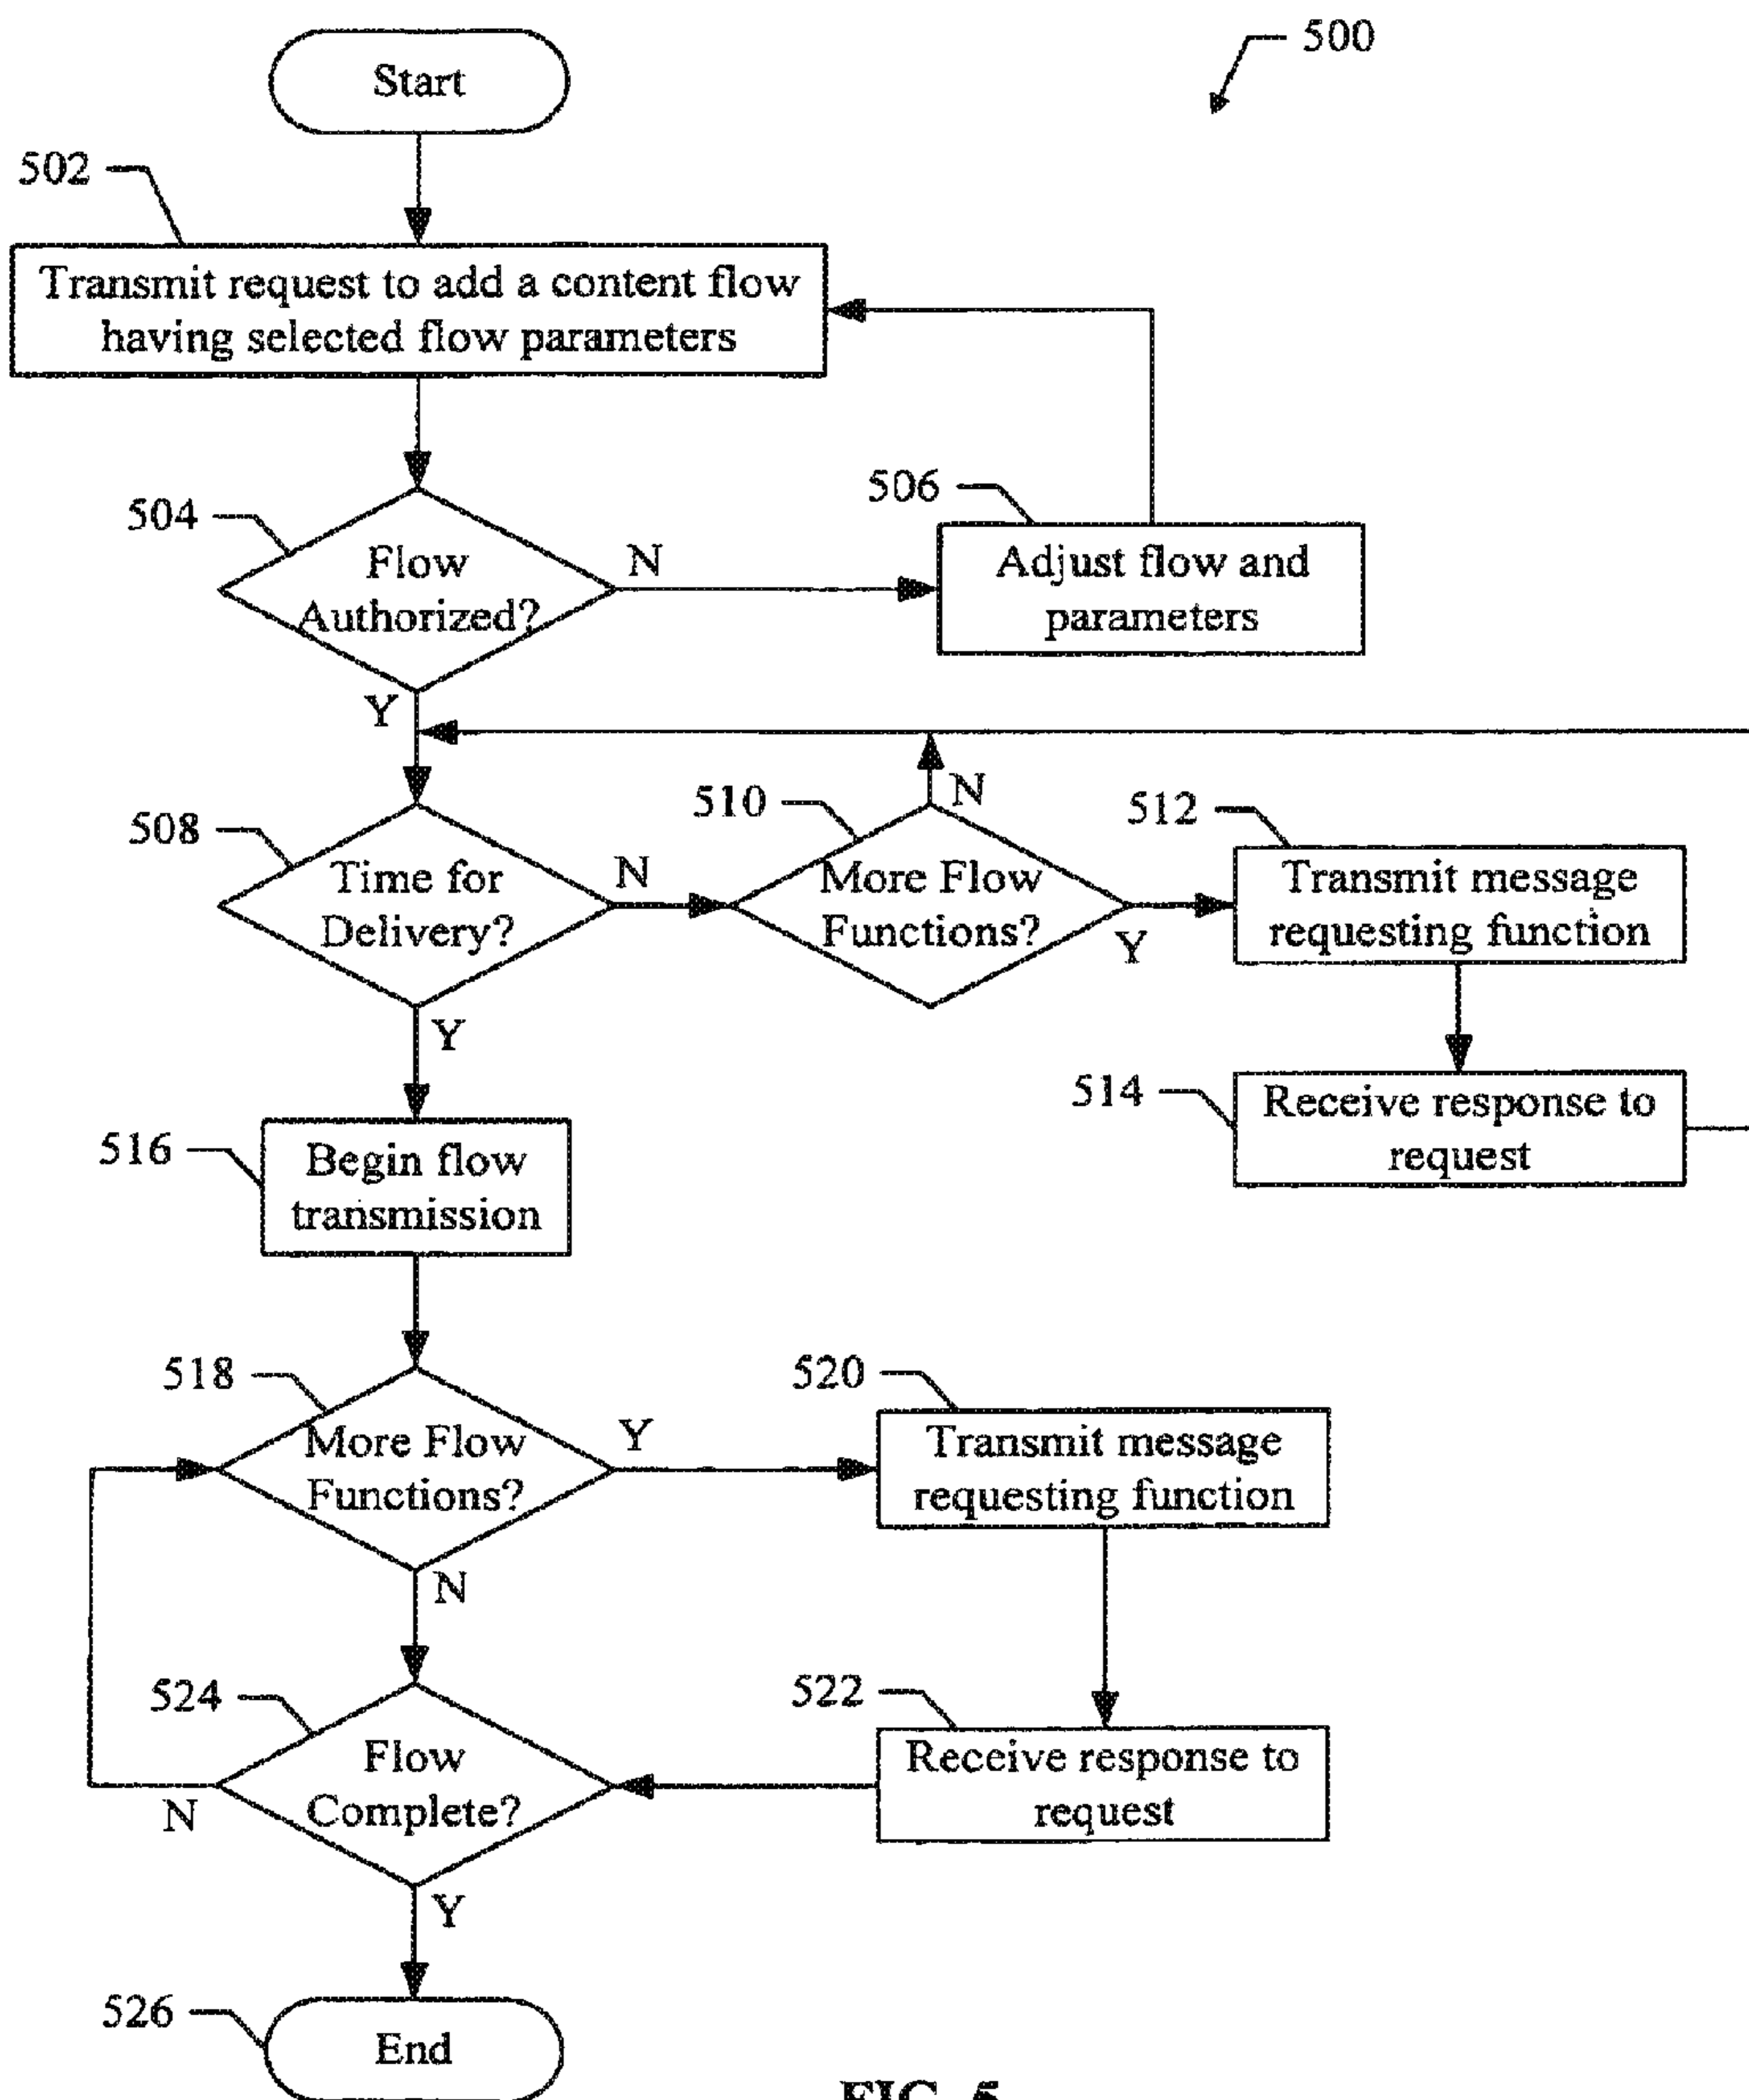 500
Start
502
Transmit request to add a content flow
having selected flow parameters
504
Flow
Authorized?
N
506
Adjust flow and
parameters
Y
508
Time for
Delivery?
N
510
N
More Flow
Functions?
Y
512
Transmit message
requesting function
Y
514
Receive response to
request
516
Begin flow
transmission
518
More Flow
Functions?
Y
520
Transmit message
requesting function
N
522
Receive response to
request
524
Flow
Complete?
N
Y
526
End
FIG. 5